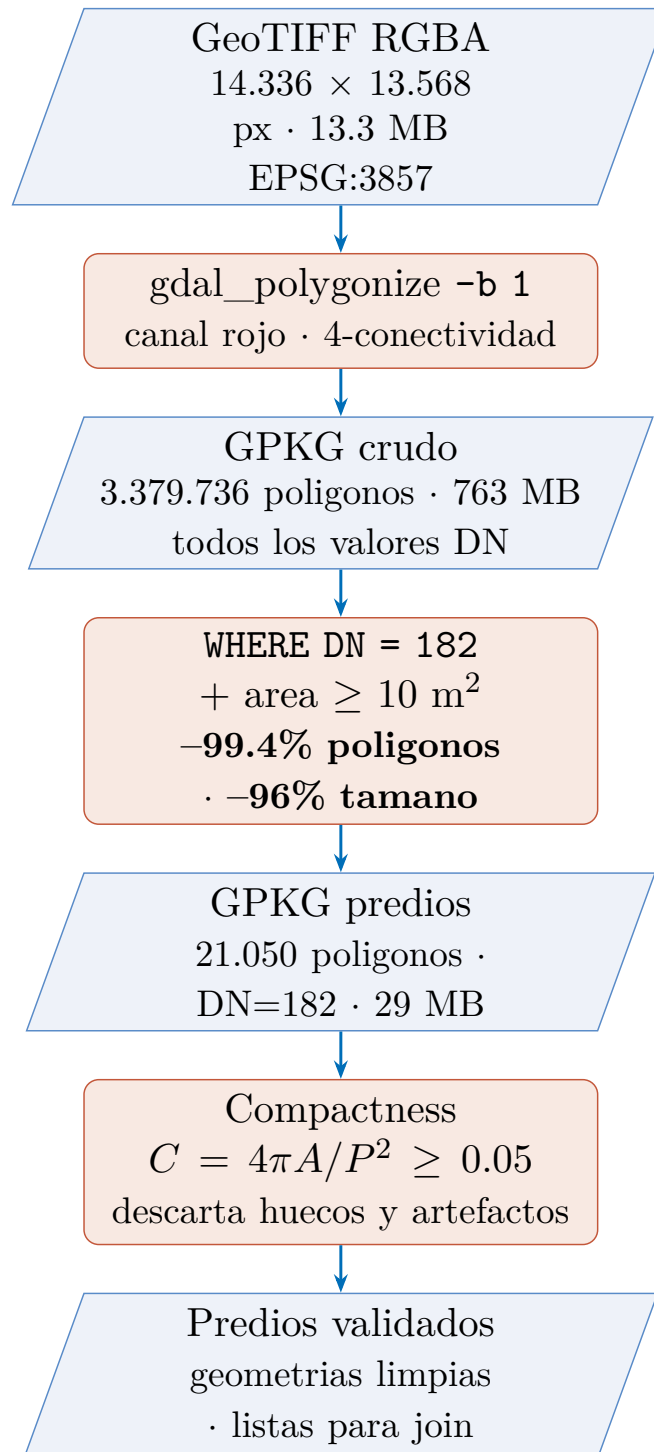 GeoTIFF RGBA
14.336 × 13.568
px · 13.3 MB
EPSG:3857
gdal_polygonize -b 1
canal rojo · 4-conectividad
GPKG crudo
3.379.736 poligonos · 763 MB
todos los valores DN
WHERE DN = 182
+ area ≥ 10 m²
–99.4% poligonos
· –96% tamano
GPKG predios
21.050 poligonos ·
DN=182 · 29 MB
Compactness
C = 4πA/P² ≥ 0.05
descarta huecos y artefactos
Predios validados
geometrias limpias
· listas para join